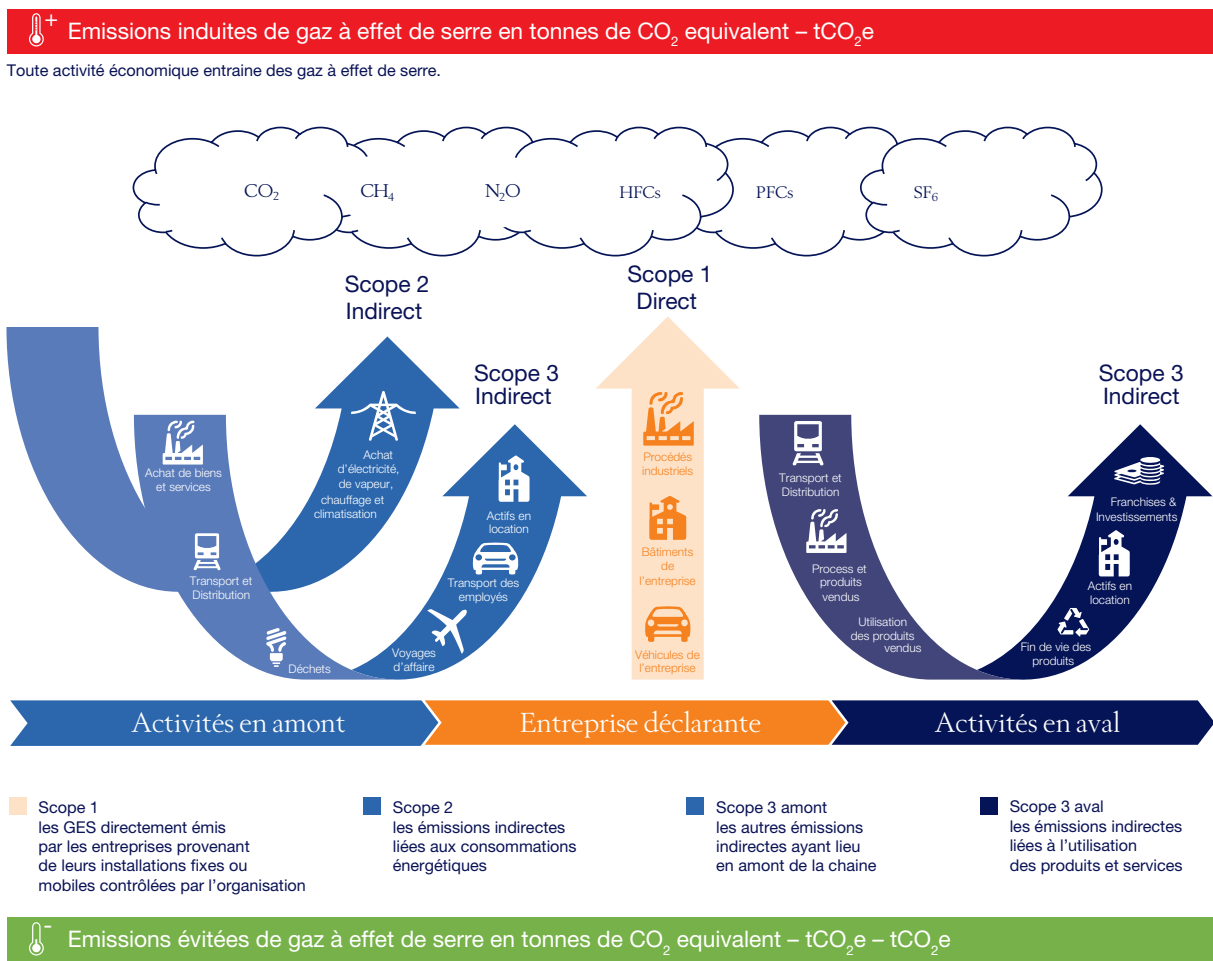 + Emissions induites de gaz à effet de serre en tonnes de CO₂ equivalent – tCO₂e
Toute activité économique entraine des gaz à effet de serre.
CO₂
CH₄
N₂O
HFCs
PFCs
SF₆
Scope 2
Indirect
Scope 1
Direct
Scope 3
Indirect
Scope 3
Indirect
Achat de biens
et services
Transport et
Distribution
Déchets
Achat
d'électricité,
de vapeur,
chauffage et
climatisation
Actifs en
location
Transport des
employés
Voyages
d'affaire
Procédés
industriels
Bâtiments
de
l'entreprise
Véhicules de
l'entreprise
Transport et
Distribution
Process et
produits
vendus
Utilisation
des produits
vendus
Franchises &
Investissements
Actifs en
location
Fin de vie des
produits
Activités en amont
Entreprise déclarante
Activités en aval
Scope 1
les GES directement émis
par les entreprises provenant
de leurs installations fixes ou
mobiles contrôlées par l'organisation
Scope 2
les émissions indirectes
liées aux consommations
énergétiques
Scope 3 amont
les autres émissions
indirectes ayant lieu
en amont de la chaine
Scope 3 aval
les émissions indirectes
liées à l'utilisation
des produits et services
- Emissions évitées de gaz à effet de serre en tonnes de CO₂ equivalent – tCO₂e – tCO₂e